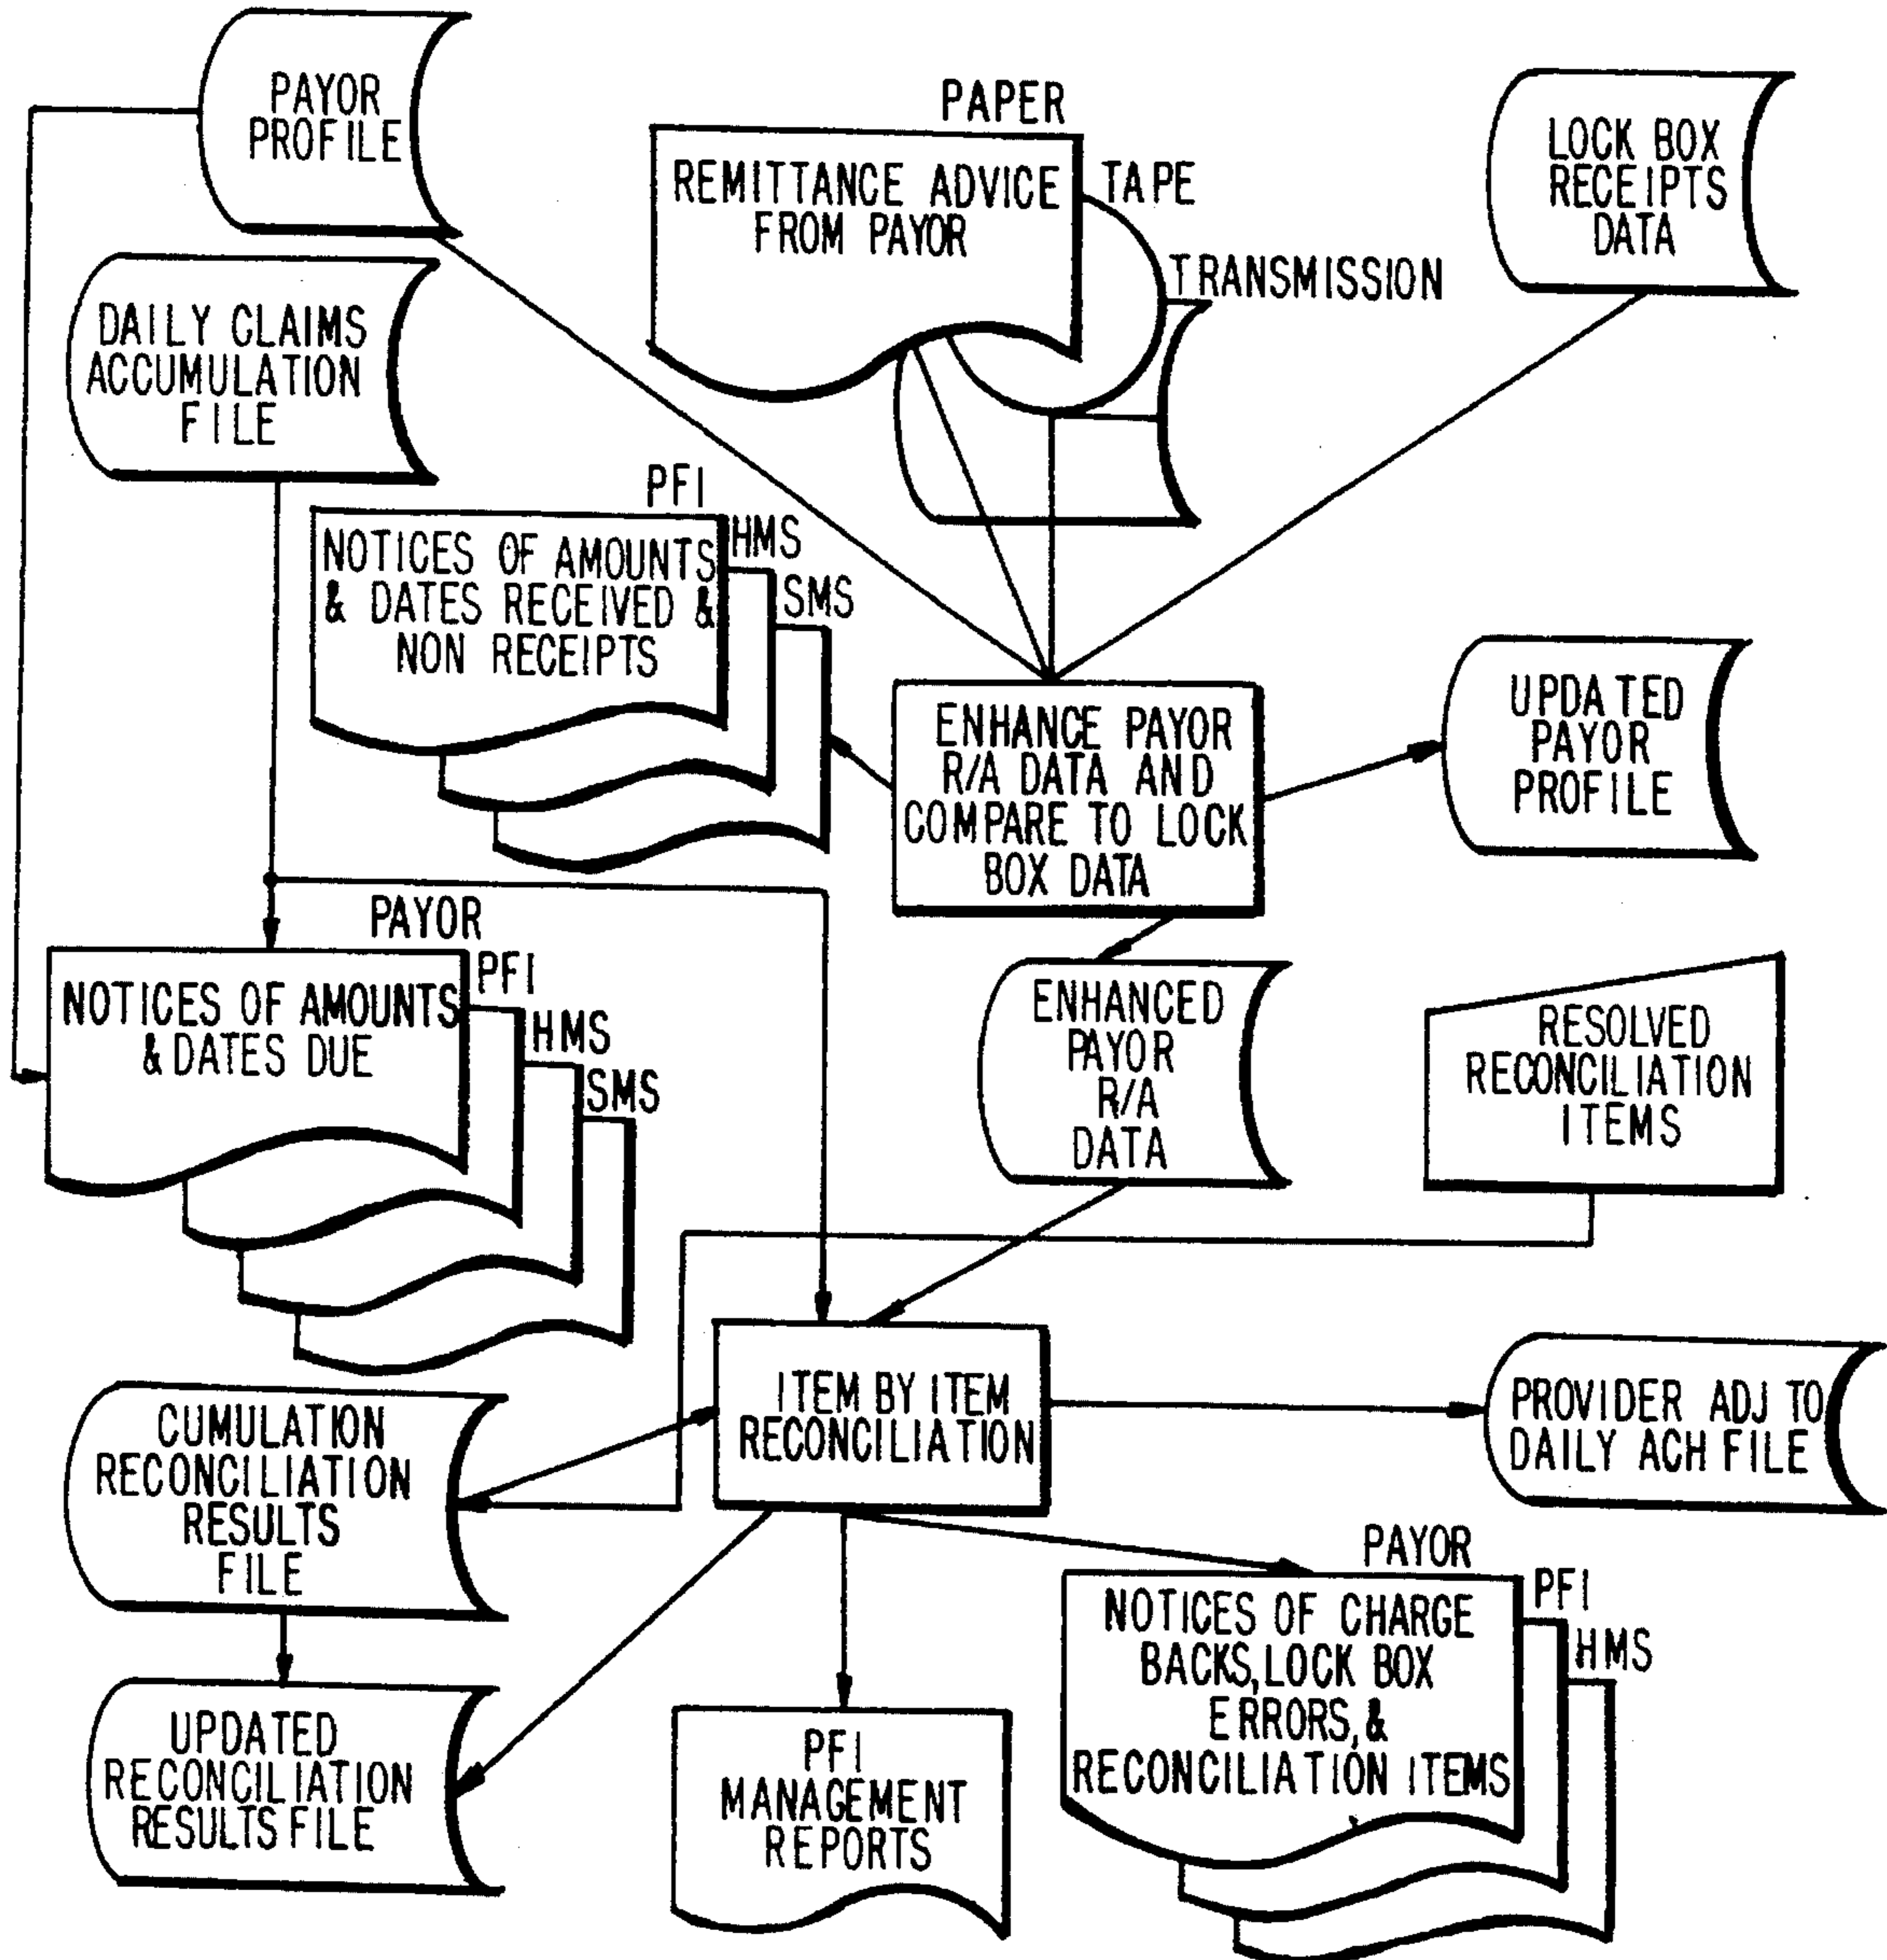 PAYOR
PROFILE
PAPER
REMITTANCE ADVICE
FROM PAYOR
TAPE
TRANSMISSION
LOCK BOX
RECEIPTS
DATA
DAILY CLAIMS
ACCUMULATION
FILE
PFI
HMS
SMS
NOTICES OF AMOUNTS
& DATES RECEIVED &
NON RECEIPTS
ENHANCE PAYOR
R/A DATA AND
COMPARE TO LOCK
BOX DATA
UPDATED
PAYOR
PROFILE
PAYOR
PFI
HMS
SMS
NOTICES OF AMOUNTS
& DATES DUE
ENHANCED
PAYOR
R/A
DATA
RESOLVED
RECONCILIATION
ITEMS
ITEM BY ITEM
RECONCILIATION
PROVIDER ADJ TO
DAILY ACH FILE
CUMULATION
RECONCILIATION
RESULTS
FILE
PAYOR
PFI
HMS
NOTICES OF CHARGE
BACKS, LOCK BOX
ERRORS, &
RECONCILIATION ITEMS
UPDATED
RECONCILIATION
RESULTS FILE
PFI
MANAGEMENT
REPORTS